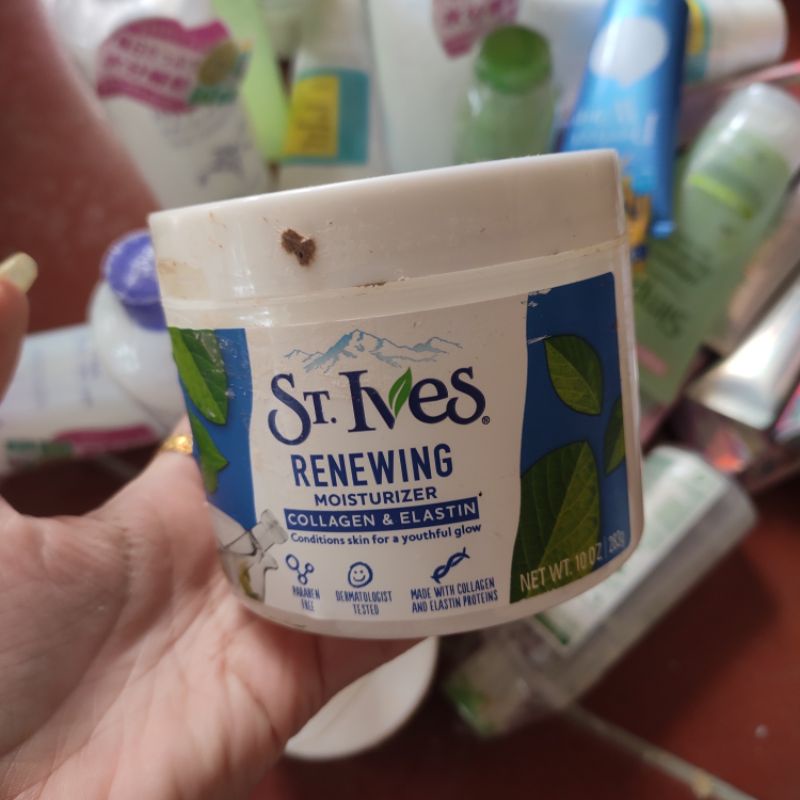 ST. IVES®
RENEWING
MOISTURIZER
COLLAGEN & ELASTIN
Conditions skin for a youthful glow
PARABEN
FREE
DERMATOLOGIST
TESTED
MADE WITH COLLAGEN
AND ELASTIN PROTEINS
NET WT. 10 OZ | 283g